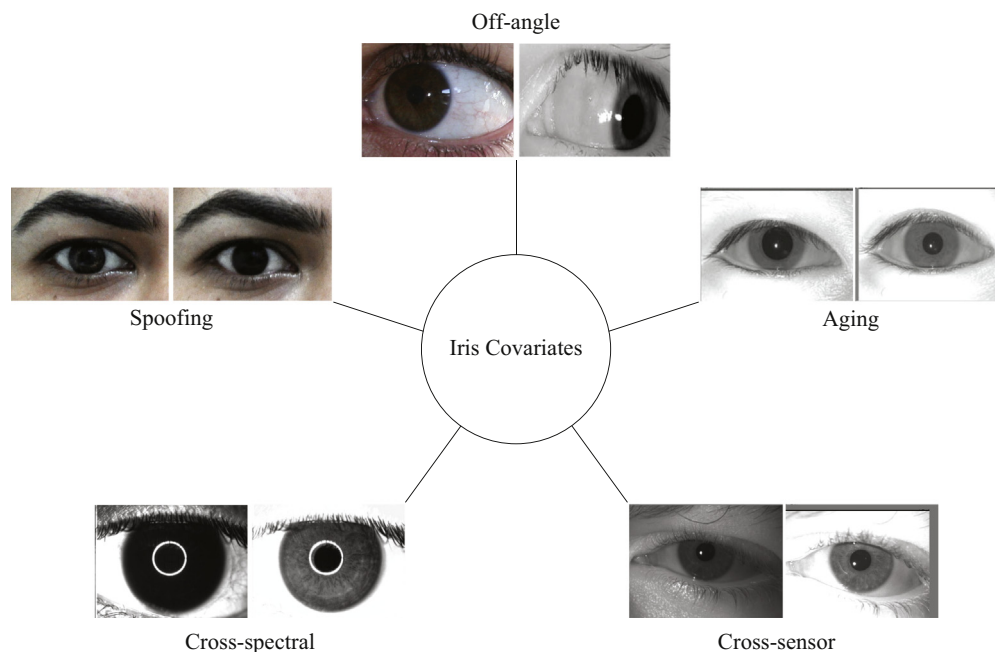 Off-angle
Spoofing
Aging
Iris Covariates
Cross-spectral
Cross-sensor